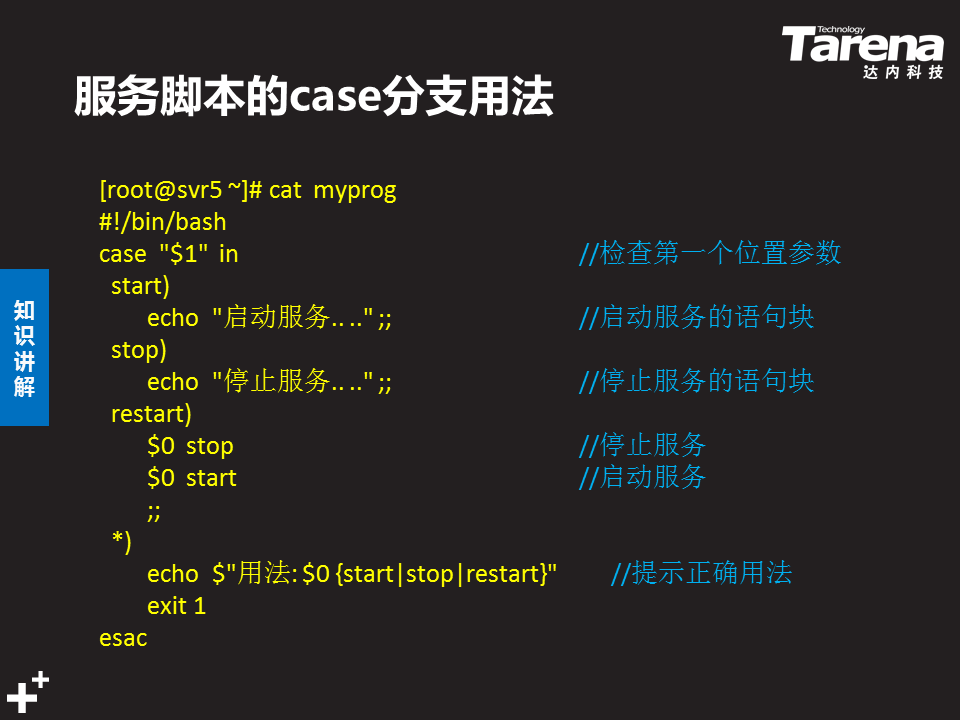 Technology
Tarena
达内科技
服务脚本的case分支用法
[root@svr5 ~]# cat  myprog
#!/bin/bash
case  "$1"  in //检查第一个位置参数
start)
echo  "启动服务.. .." ;; //启动服务的语句块
stop)
echo  "停止服务.. .." ;; //停止服务的语句块
restart)
$0  stop //停止服务
$0  start //启动服务
;;
*)
echo  $"用法: $0 {start|stop|restart}" //提示正确用法
exit 1
esac
知识讲解